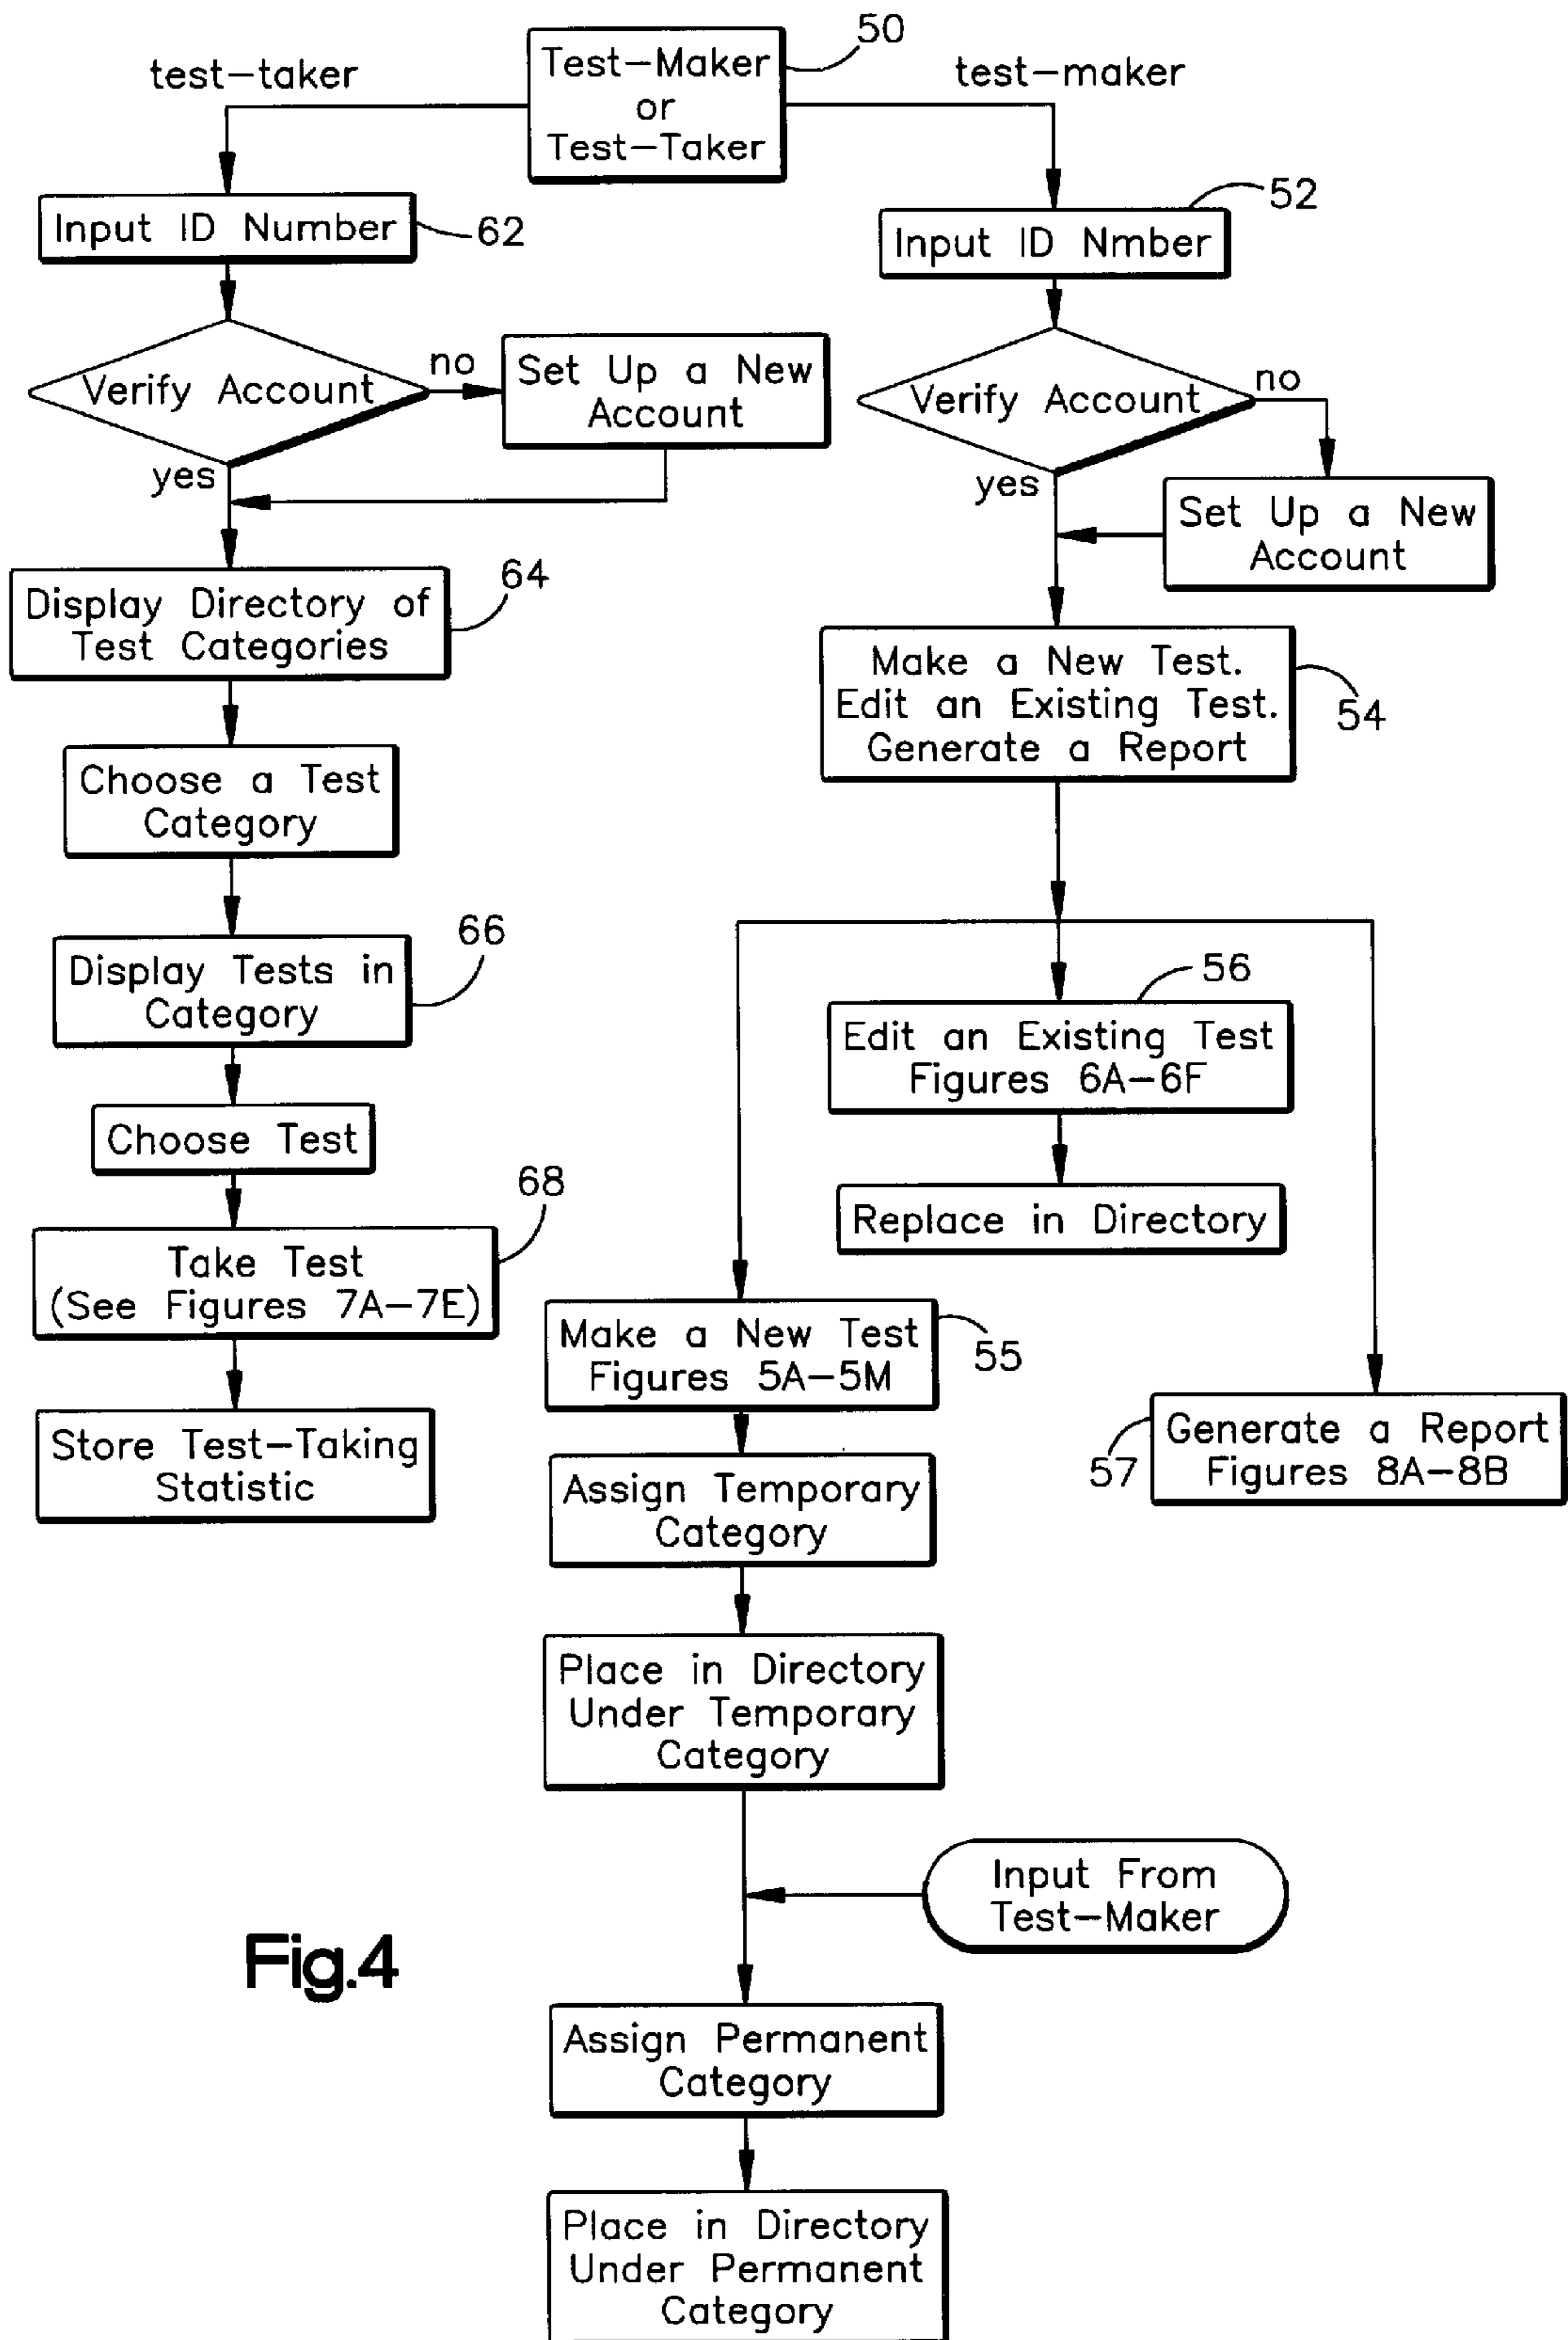 50
test-taker
Test-Maker
or
Test-Taker
test-maker
Input ID Number
62
52
Input ID Nmber
Verify Account
no
yes
Set Up a New
Account
Verify Account
no
yes
Set Up a New
Account
Display Directory of
Test Categories
64
Make a New Test.
Edit an Existing Test.
Generate a Report
54
Choose a Test
Category
Display Tests in
Category
66
Edit an Existing Test
Figures 6A-6F
56
Choose Test
Replace in Directory
Take Test
(See Figures 7A-7E)
68
Make a New Test
Figures 5A-5M
55
Store Test-Taking
Statistic
57
Generate a Report
Figures 8A-8B
Assign Temporary
Category
Place in Directory
Under Temporary
Category
Input From
Test-Maker
Fig.4
Assign Permanent
Category
Place in Directory
Under Permanent
Category